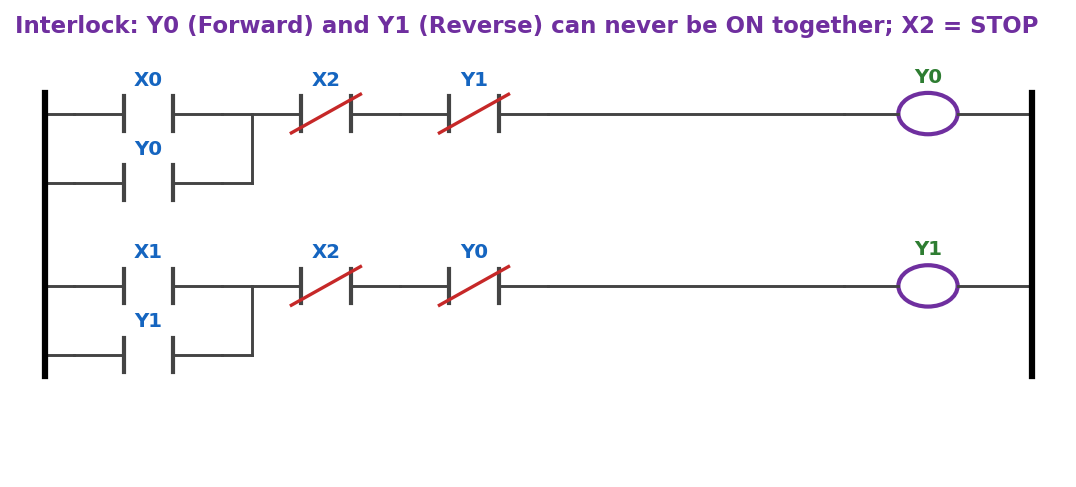 Interlock: Y0 (Forward) and Y1 (Reverse) can never be ON together; X2 = STOP
X0 X2 Y1 Y0
Y0
X1 X2 Y0 Y1
Y1